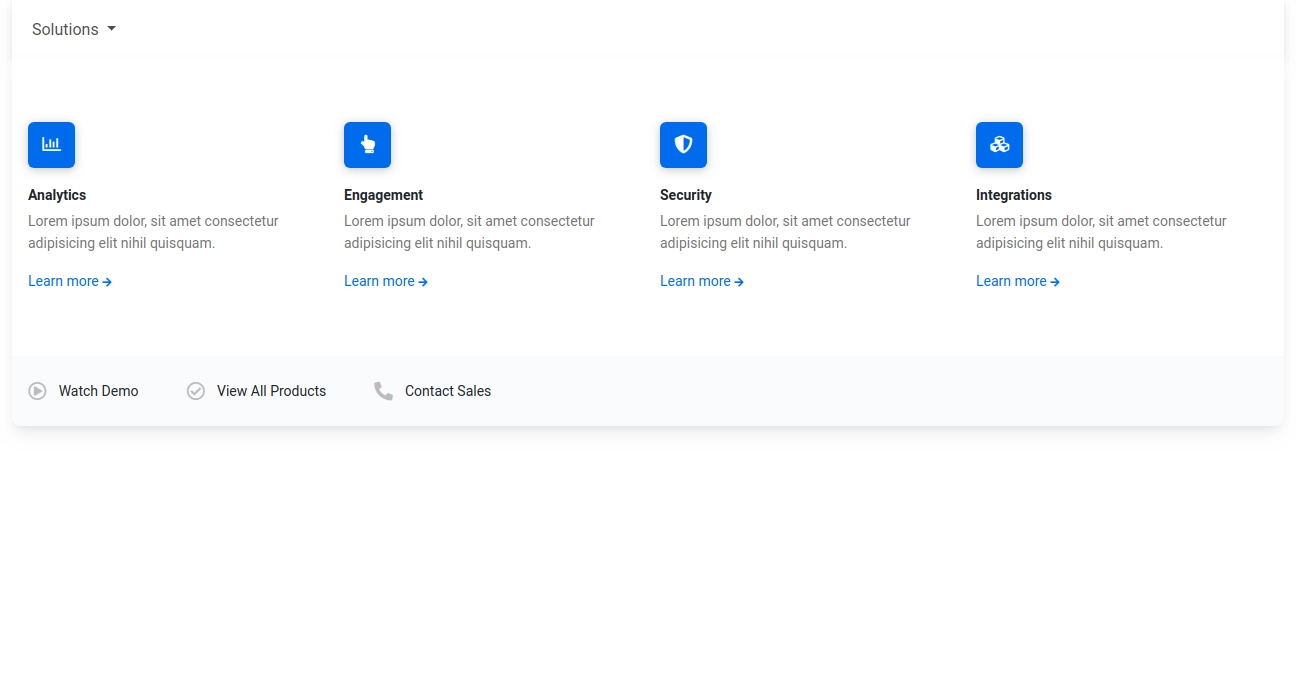 Solutions
Analytics
Lorem ipsum dolor, sit amet consectetur
adipisicing elit nihil quisquam.
Learn more
Engagement
Lorem ipsum dolor, sit amet consectetur
adipisicing elit nihil quisquam.
Learn more
Security
Lorem ipsum dolor, sit amet consectetur
adipisicing elit nihil quisquam.
Learn more
Integrations
Lorem ipsum dolor, sit amet consectetur
adipisicing elit nihil quisquam.
Learn more
Watch Demo
View All Products
Contact Sales